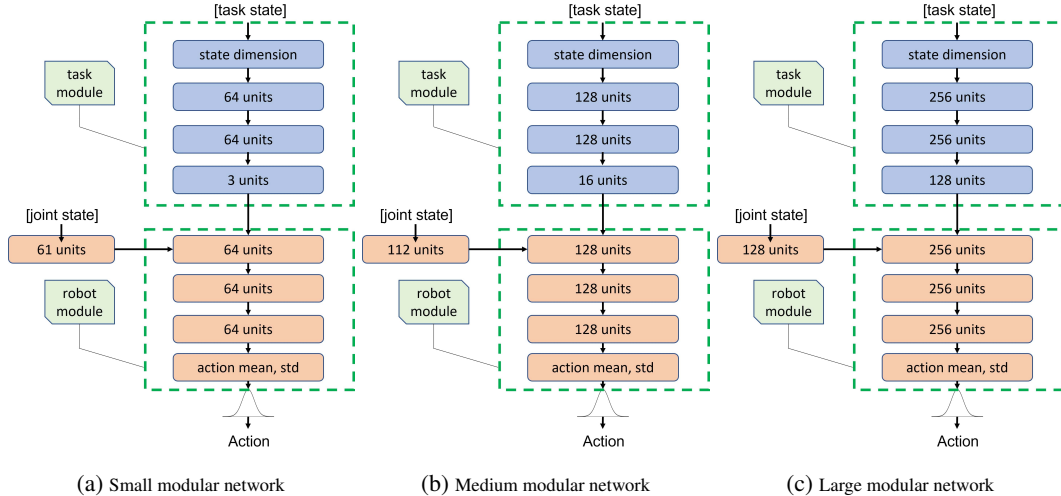 [task state]
state dimension
task
module
64 units
64 units
3 units
[joint state]
61 units
64 units
64 units
robot
module
64 units
action mean, std
Action
(a) Small modular network
[task state]
state dimension
task
module
128 units
128 units
16 units
[joint state]
112 units
128 units
128 units
robot
module
128 units
action mean, std
Action
(b) Medium modular network
[task state]
state dimension
task
module
256 units
256 units
128 units
[joint state]
128 units
256 units
256 units
robot
module
256 units
action mean, std
Action
(c) Large modular network